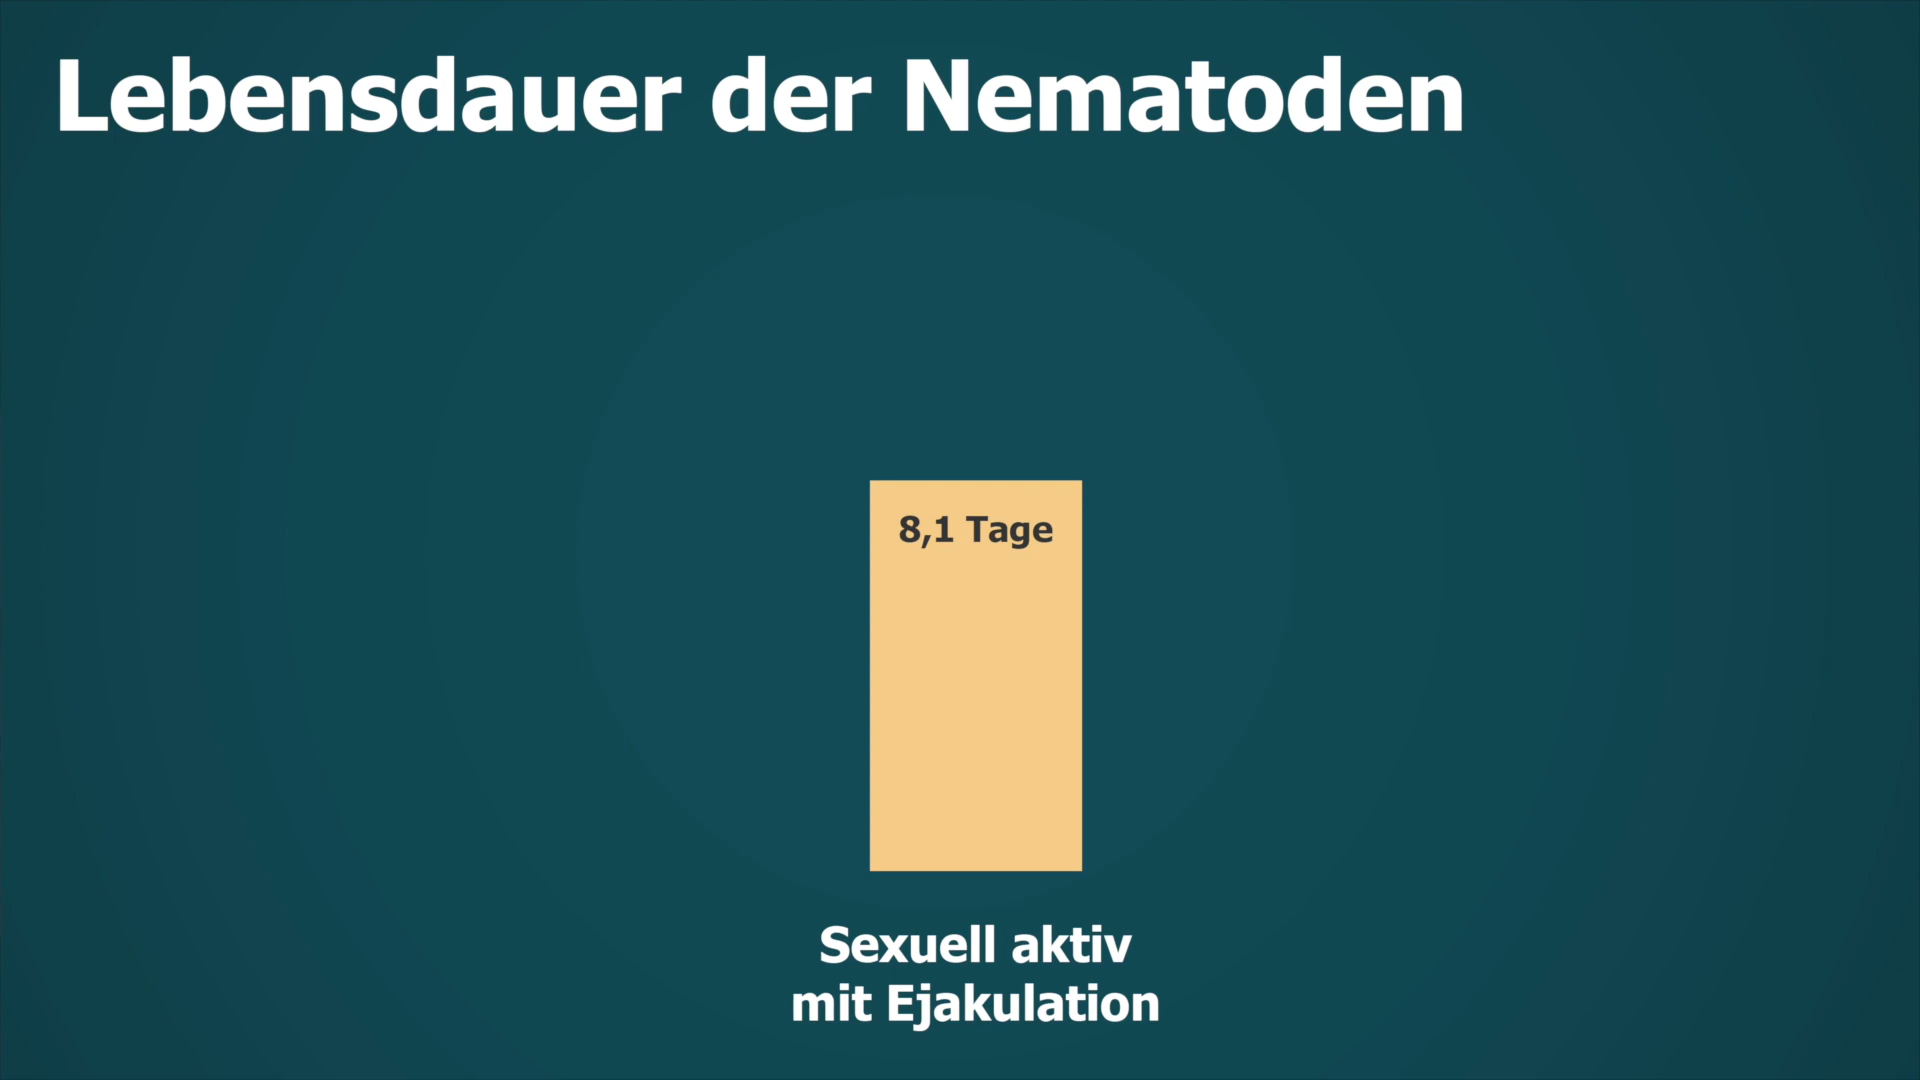 Lebensdauer der Nematoden
8,1 Tage
Sexuell aktiv
mit Ejakulation